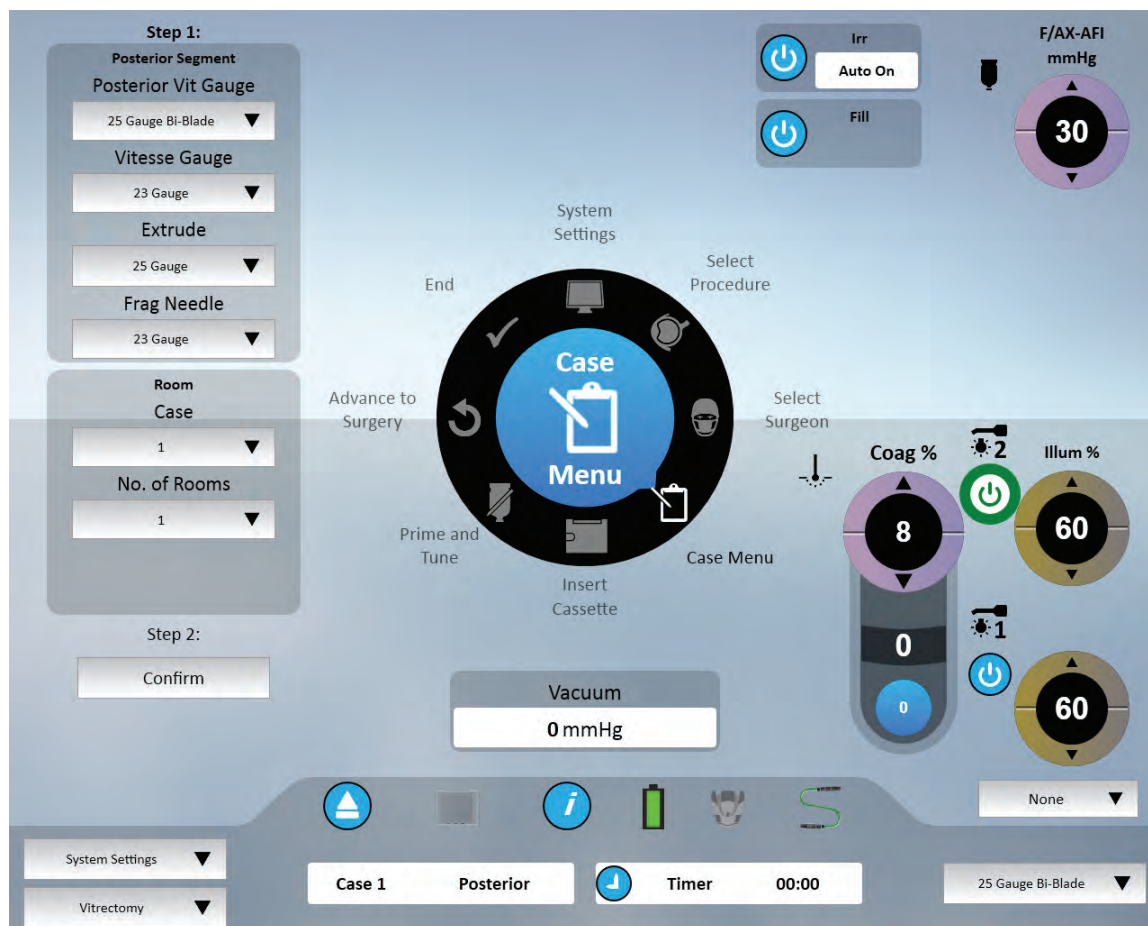 Step 1:
Posterior Segment
Posterior Vit Gauge
25 Gauge Bi-Blade
Vitesse Gauge
23 Gauge
Extrude
25 Gauge
Frag Needle
23 Gauge
Room
Case
1
No. of Rooms
1
Step 2:
Confirm
Irr
Auto On
Fill
F/AX-AFI
mmHg
30
System
Settings
Select
Procedure
End
Case
Menu
Advance to
Surgery
Select
Surgeon
Prime and
Tune
Case Menu
Insert
Cassette
Coag %
8
0
0
2
Illum %
60
1
60
Vacuum
0 mmHg
None
i
System Settings
Vitrectomy
Case 1 Posterior
Timer 00:00
25 Gauge Bi-Blade